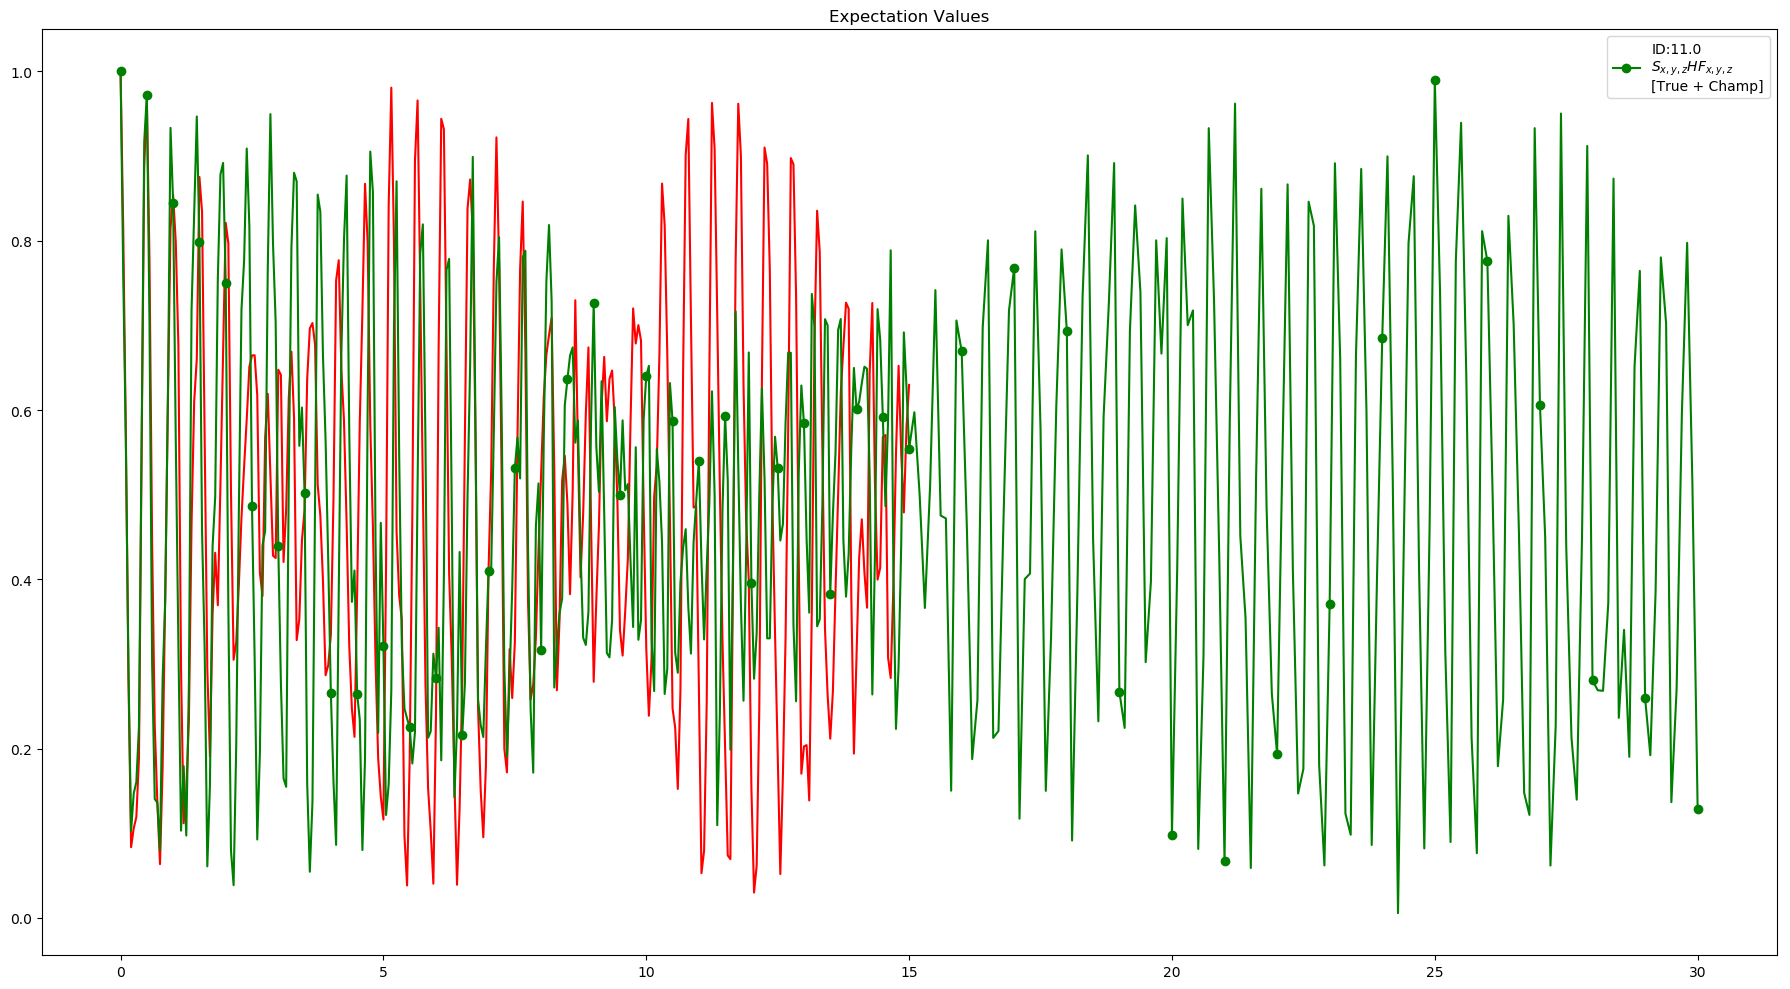 Expectation Values
ID:11.0
S_{x,y,z}HF_{x,y,z}
[True + Champ]
1.0
0.8
0.6
0.4
0.2
0.0
0 5 10 15 20 25 30